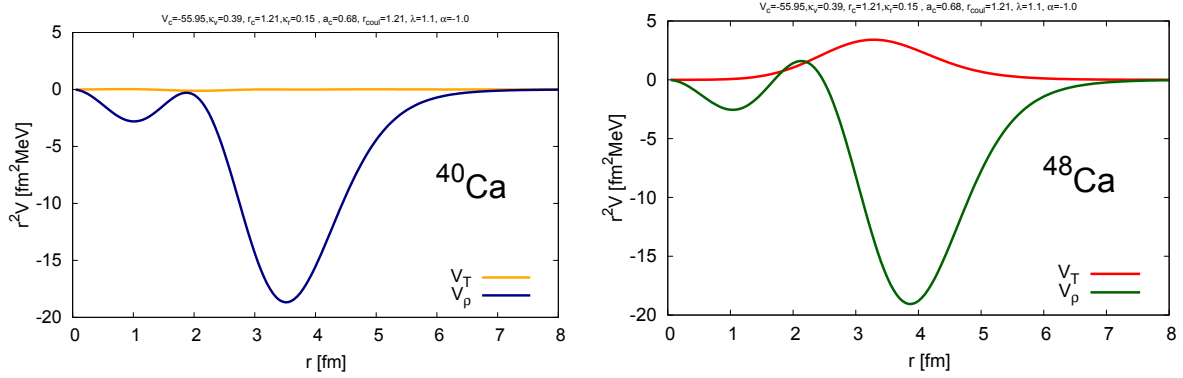 V_c=-55.95,κ_v=0.39, r_c=1.21,κ_r=0.15 , a_c=0.68, r_coul=1.21, λ=1.1, α=-1.0
5
0
-5
-10
-15
-20
r²V [fm²MeV]
⁴⁰Ca
V_T
V_ρ
0 1 2 3 4 5 6 7 8
r [fm]
V_c=-55.95,κ_v=0.39, r_c=1.21,κ_r=0.15 , a_c=0.68, r_coul=1.21, λ=1.1, α=-1.0
5
0
-5
-10
-15
-20
r²V [fm²MeV]
⁴⁸Ca
V_T
V_ρ
0 1 2 3 4 5 6 7 8
r [fm]